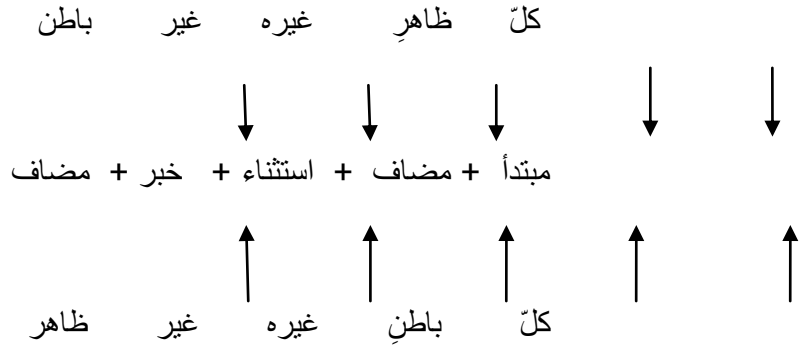 كلّ ظاهرِ غيره غير باطن
مبتدأ + مضاف + استثناء + خبر + مضاف
كلّ باطنِ غيره غير ظاهر